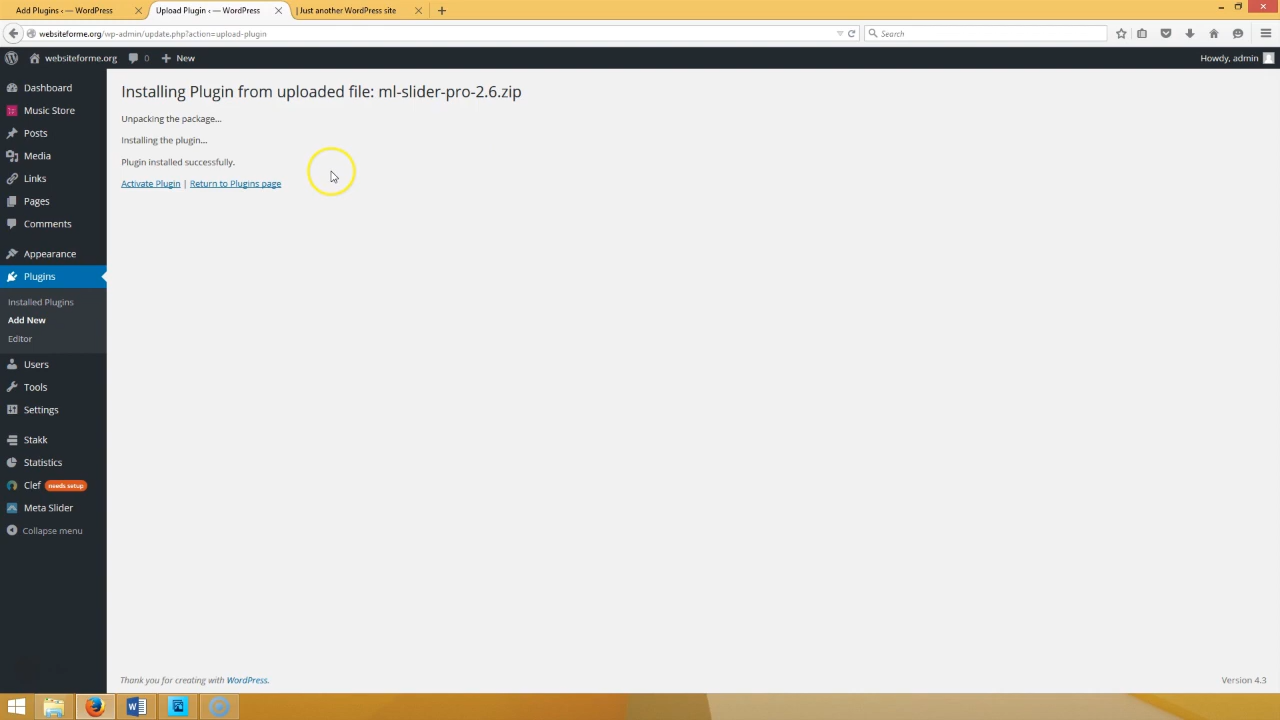 Add Plugins ‹ — WordPress
Upload Plugin ‹ — WordPress
| Just another WordPress site
websiteforme.org/wp-admin/update.php?action=upload-plugin
Search
websiteforme.org
0
New
Howdy, admin
Dashboard
Music Store
Posts
Media
Links
Pages
Comments
Appearance
Plugins
Installed Plugins
Add New
Editor
Users
Tools
Settings
Stakk
Statistics
Clef needs setup
Meta Slider
Collapse menu
Installing Plugin from uploaded file: ml-slider-pro-2.6.zip
Unpacking the package...
Installing the plugin...
Plugin installed successfully.
Activate Plugin | Return to Plugins page
Thank you for creating with WordPress.
Version 4.3